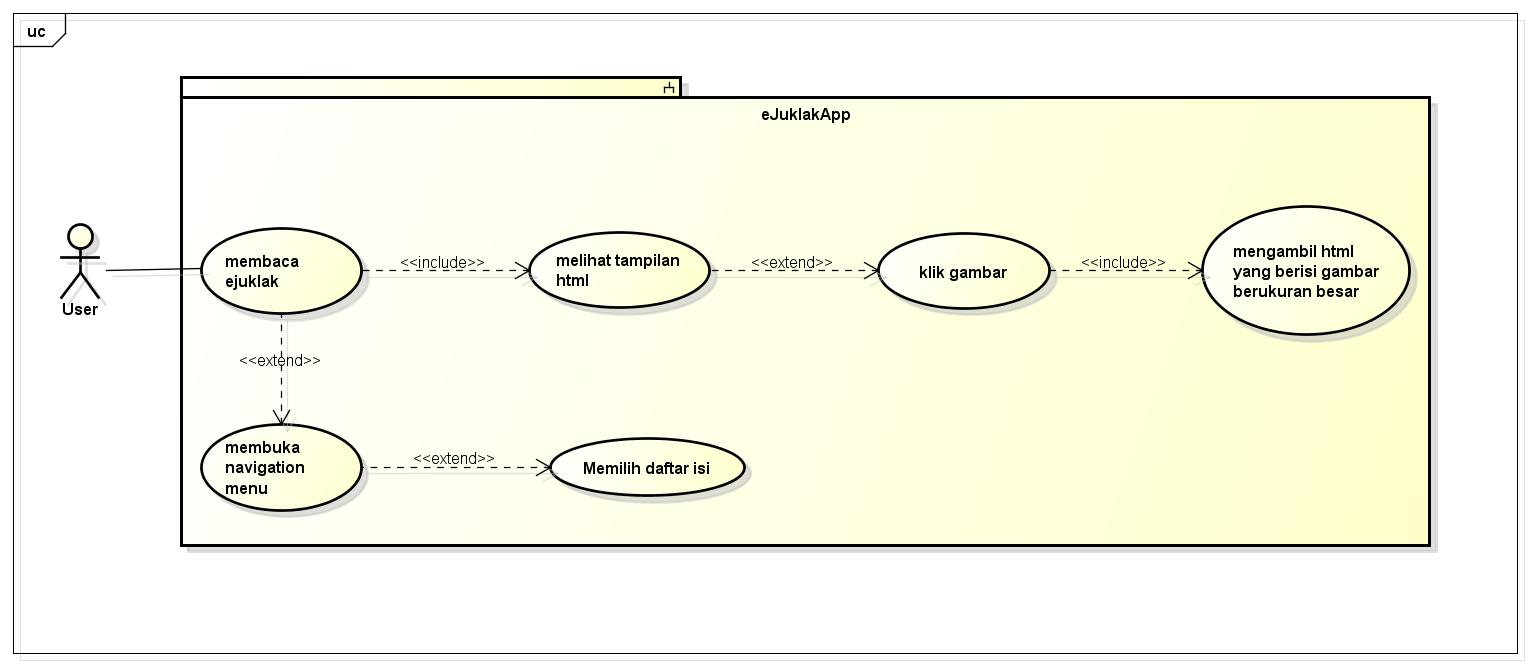 uc
eJuklakApp
membaca
ejuklak
<<include>>
melihat tampilan
html
<<extend>>
klik gambar
<<include>>
mengambil html
yang berisi gambar
berukuran besar
User
<<extend>>
membuka
navigation
menu
<<extend>>
Memilih daftar isi